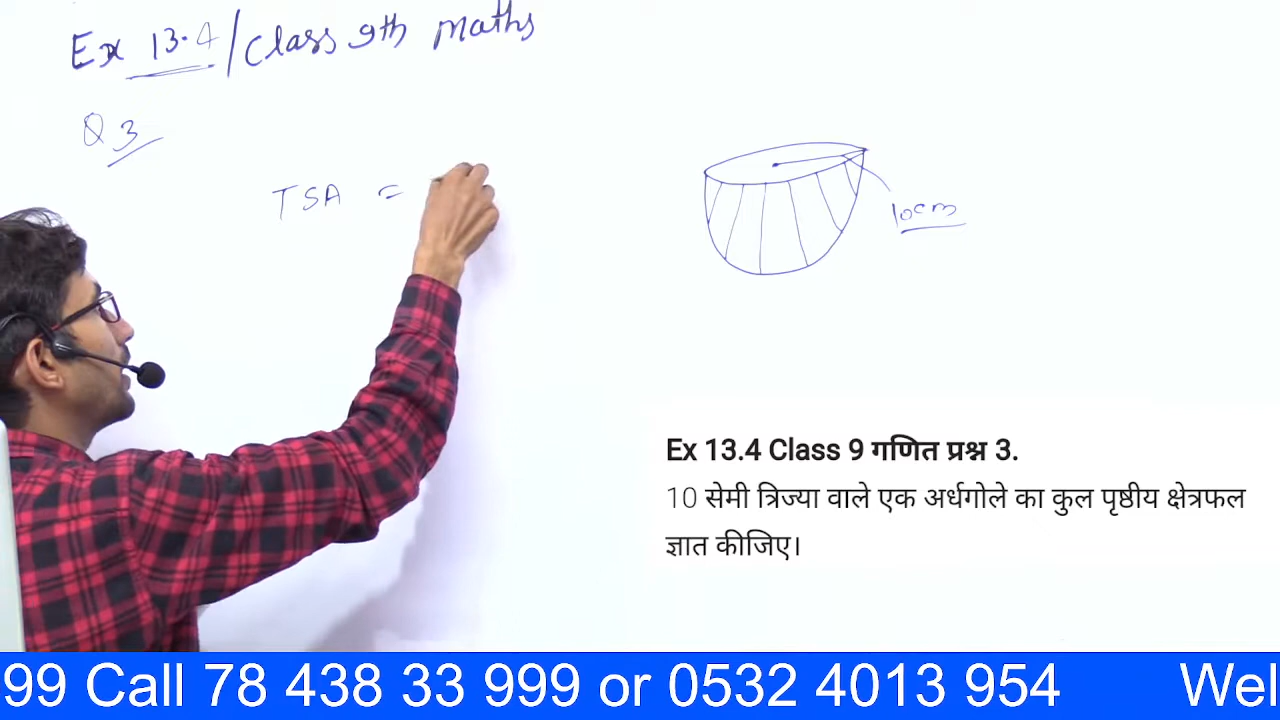 Ex 13.4/Class 9th maths
Q 3
TSA =
10cm
Ex 13.4 Class 9 गणित प्रश्न 3.
10 सेमी त्रिज्या वाले एक अर्धगोले का कुल पृष्ठीय क्षेत्रफल
ज्ञात कीजिए।
99 Call 78 438 33 999 or 0532 4013 954 Wel